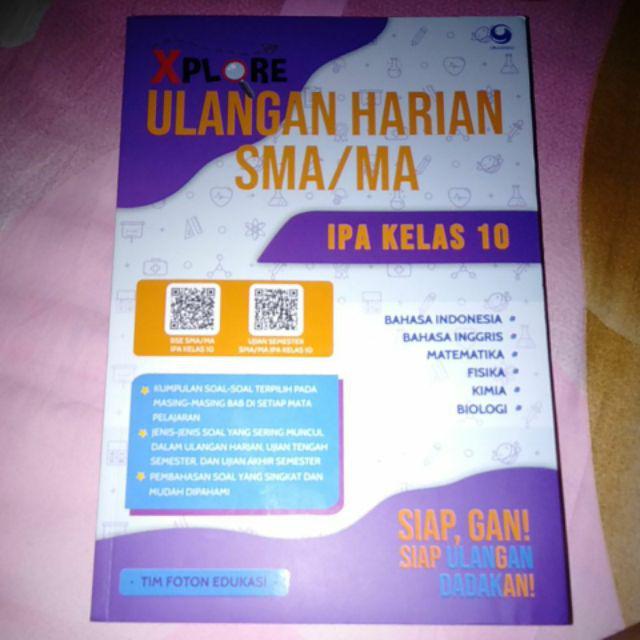 XPLORE
ULANGAN HARIAN
SMA/MA
IPA KELAS 10
BSE SMA/MA
IPA KELAS 10
UJIAN SEMESTER
SMA/MA IPA KELAS 10
BAHASA INDONESIA •
BAHASA INGGRIS •
MATEMATIKA •
FISIKA •
KIMIA •
BIOLOGI •
KUMPULAN SOAL-SOAL TERPILIH PADA
MASING-MASING BAB DI SETIAP MATA
PELAJARAN
JENIS-JENIS SOAL YANG SERING MUNCUL
DALAM ULANGAN HARIAN, UJIAN TENGAH
SEMESTER, DAN UJIAN AKHIR SEMESTER
PEMBAHASAN SOAL YANG SINGKAT DAN
MUDAH DIPAHAMI
SIAP, GAN!
SIAP ULANGAN
DADAKAN!
· TIM FOTON EDUKASI ·